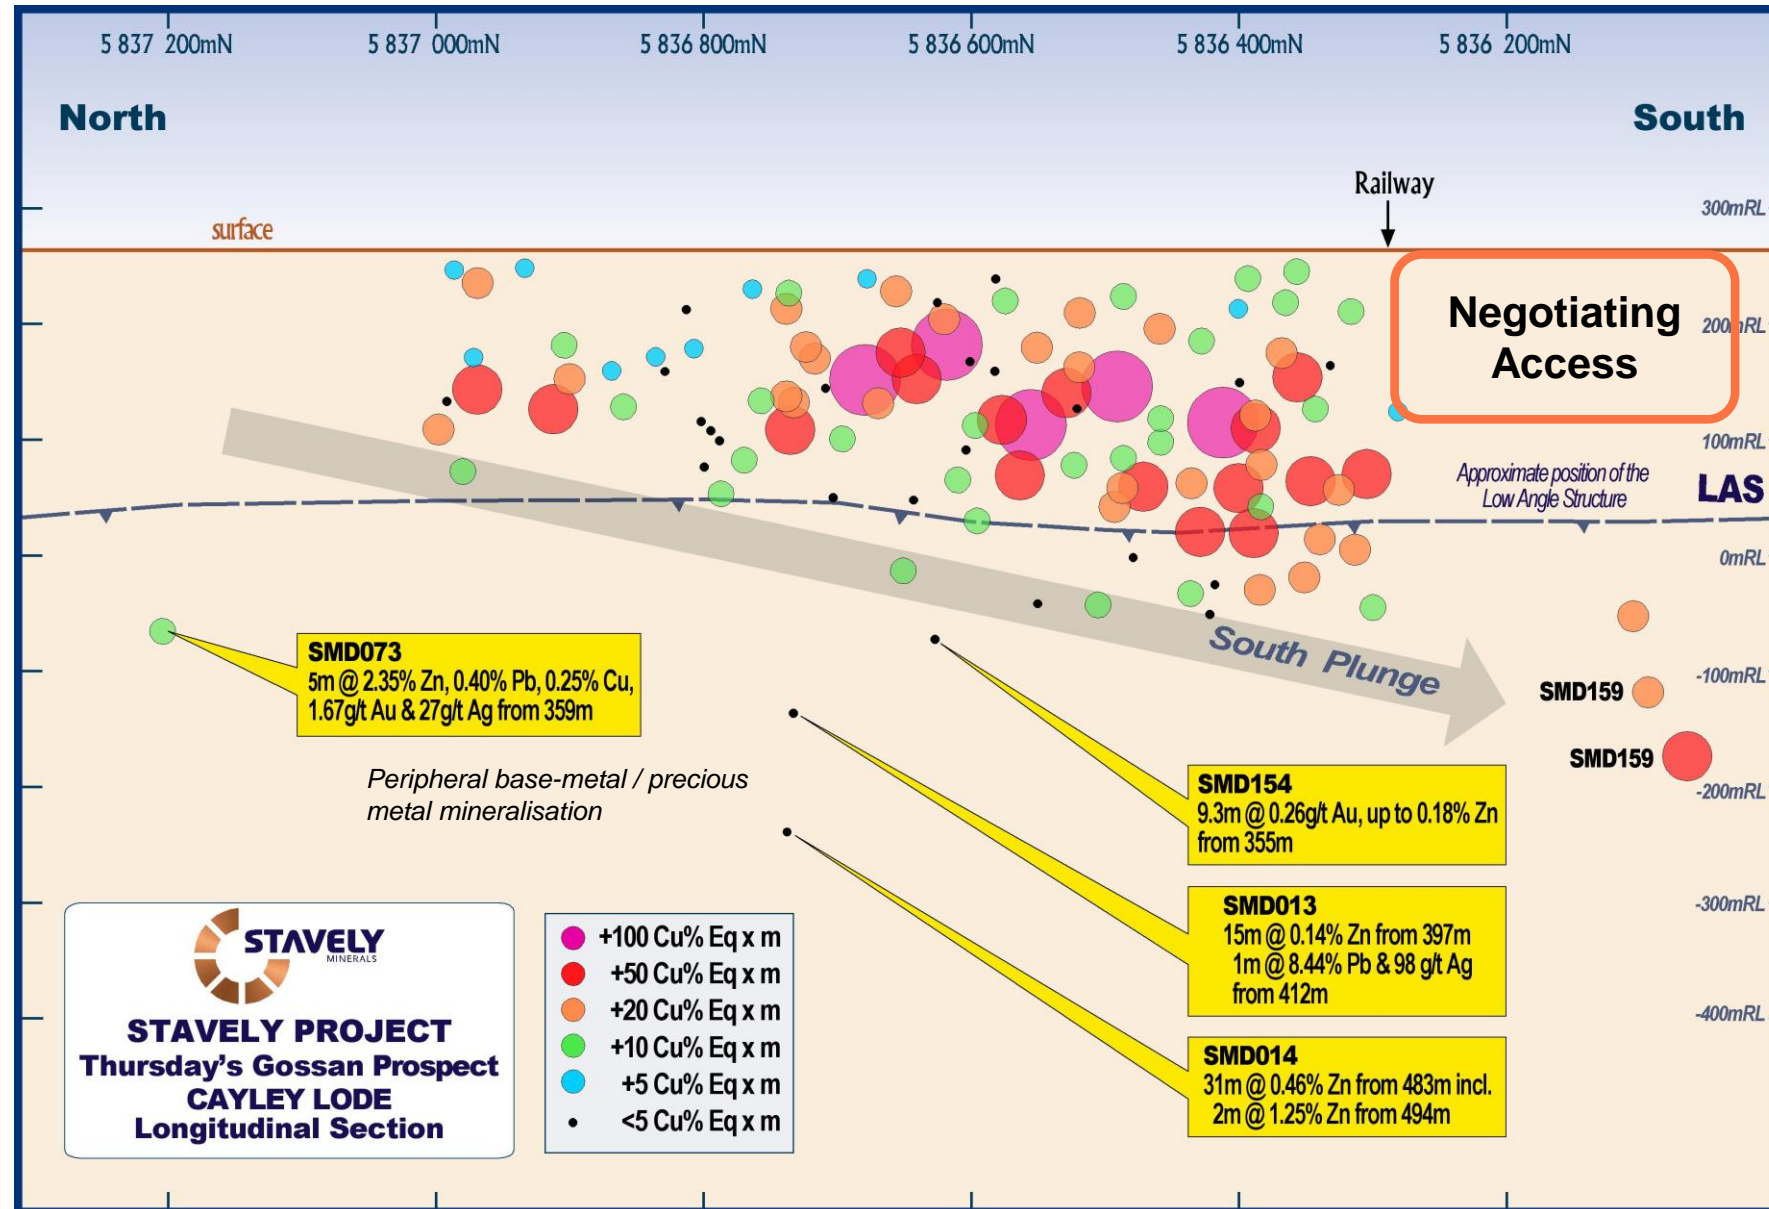 5 837 200mN
5 837 000mN
5 836 800mN
5 836 600mN
5 836 400mN
5 836 200mN
North
South
Railway
300mRL
surface
Negotiating
Access
200mRL
100mRL
Approximate position of the
Low Angle Structure
LAS
0mRL
South Plunge
-100mRL
SMD159
SMD159
-200mRL
-300mRL
-400mRL
SMD073
5m @ 2.35% Zn, 0.40% Pb, 0.25% Cu,
1.67g/t Au & 27g/t Ag from 359m
Peripheral base-metal / precious
metal mineralisation
SMD154
9.3m @ 0.26g/t Au, up to 0.18% Zn
from 355m
SMD013
15m @ 0.14% Zn from 397m
1m @ 8.44% Pb & 98 g/t Ag
from 412m
SMD014
31m @ 0.46% Zn from 483m incl.
2m @ 1.25% Zn from 494m
STAVELY
MINERALS
STAVELY PROJECT
Thursday's Gossan Prospect
CAYLEY LODE
Longitudinal Section
+100 Cu% Eq x m
+50 Cu% Eq x m
+20 Cu% Eq x m
+10 Cu% Eq x m
+5 Cu% Eq x m
<5 Cu% Eq x m